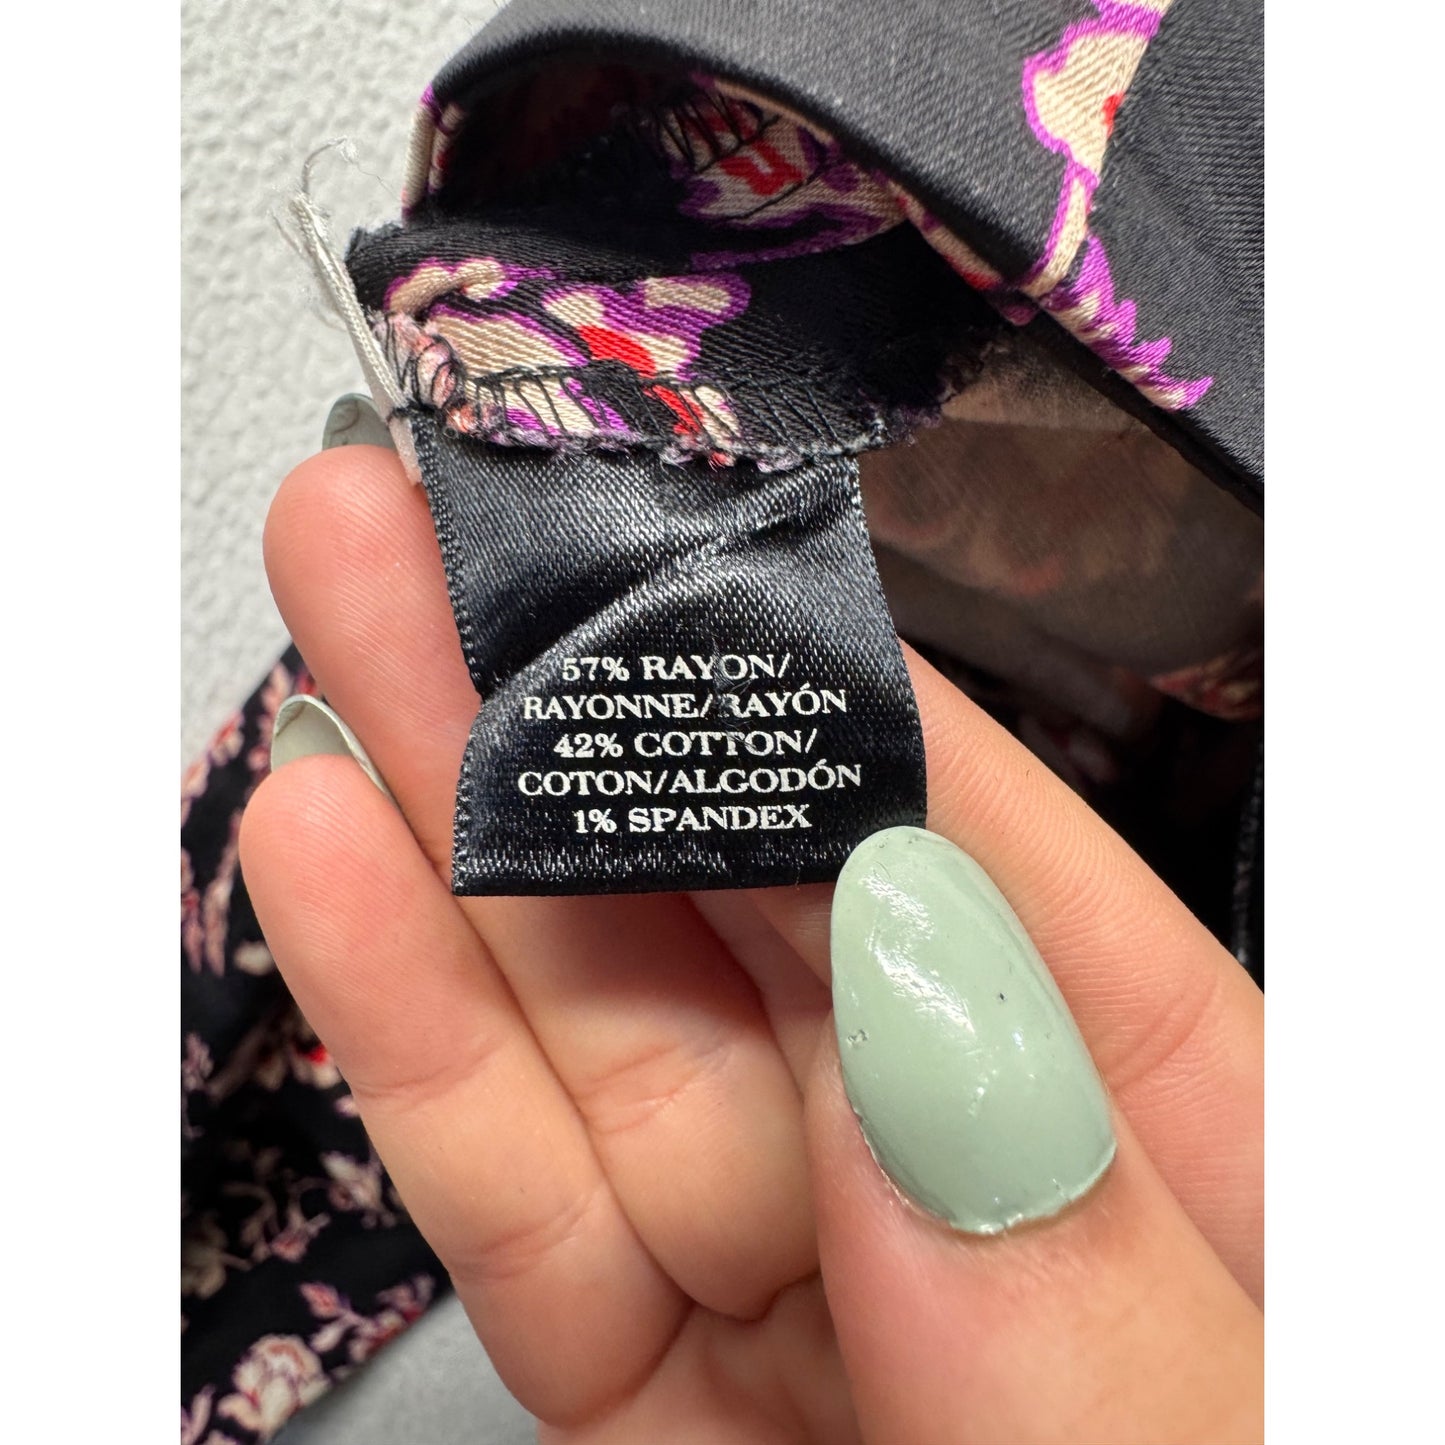 57% RAYON/
RAYONNE/RAYÓN
42% COTTON/
COTON/ALGODÓN
1% SPANDEX